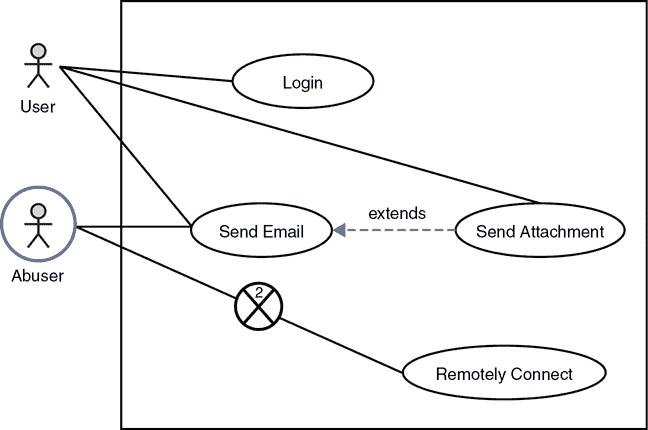 User
Login
Abuser
Send Email
extends
Send Attachment
2
Remotely Connect